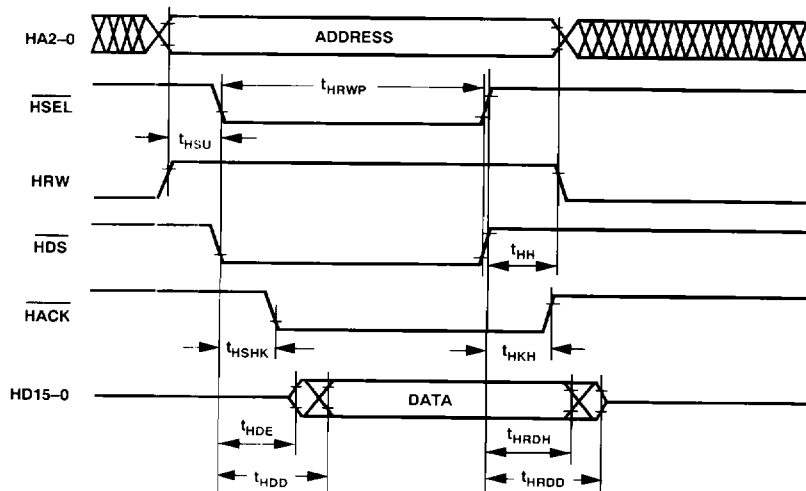 HA2–0
ADDRESS
tHRWP
HSEL
tHSU
HRW
HDS
tHH
HACK
tHSHK
tHKH
HD15–0
DATA
tHDE
tHRDH
tHDD
tHRDD